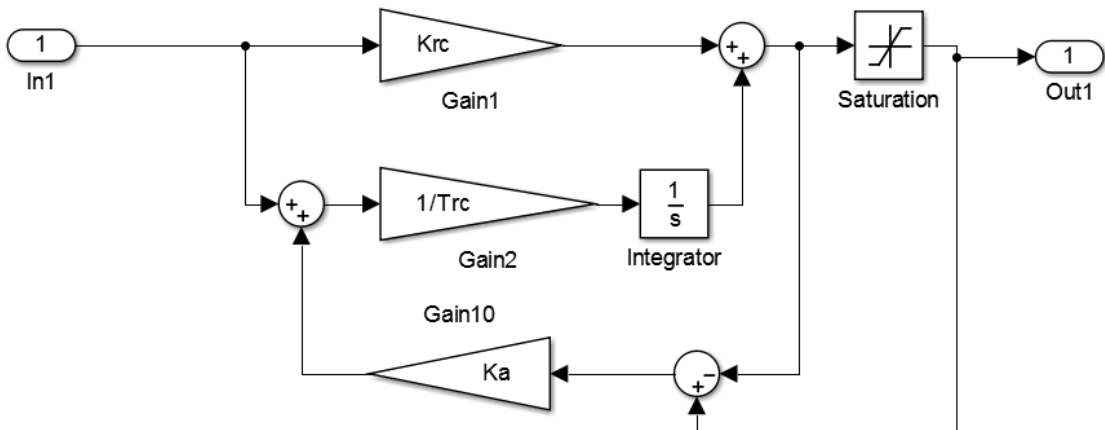 1
In1
Krc
Gain1
+
+
Saturation
1
Out1
+
+
1/Trc
Gain2
1
s
Integrator
Gain10
Ka
+
−